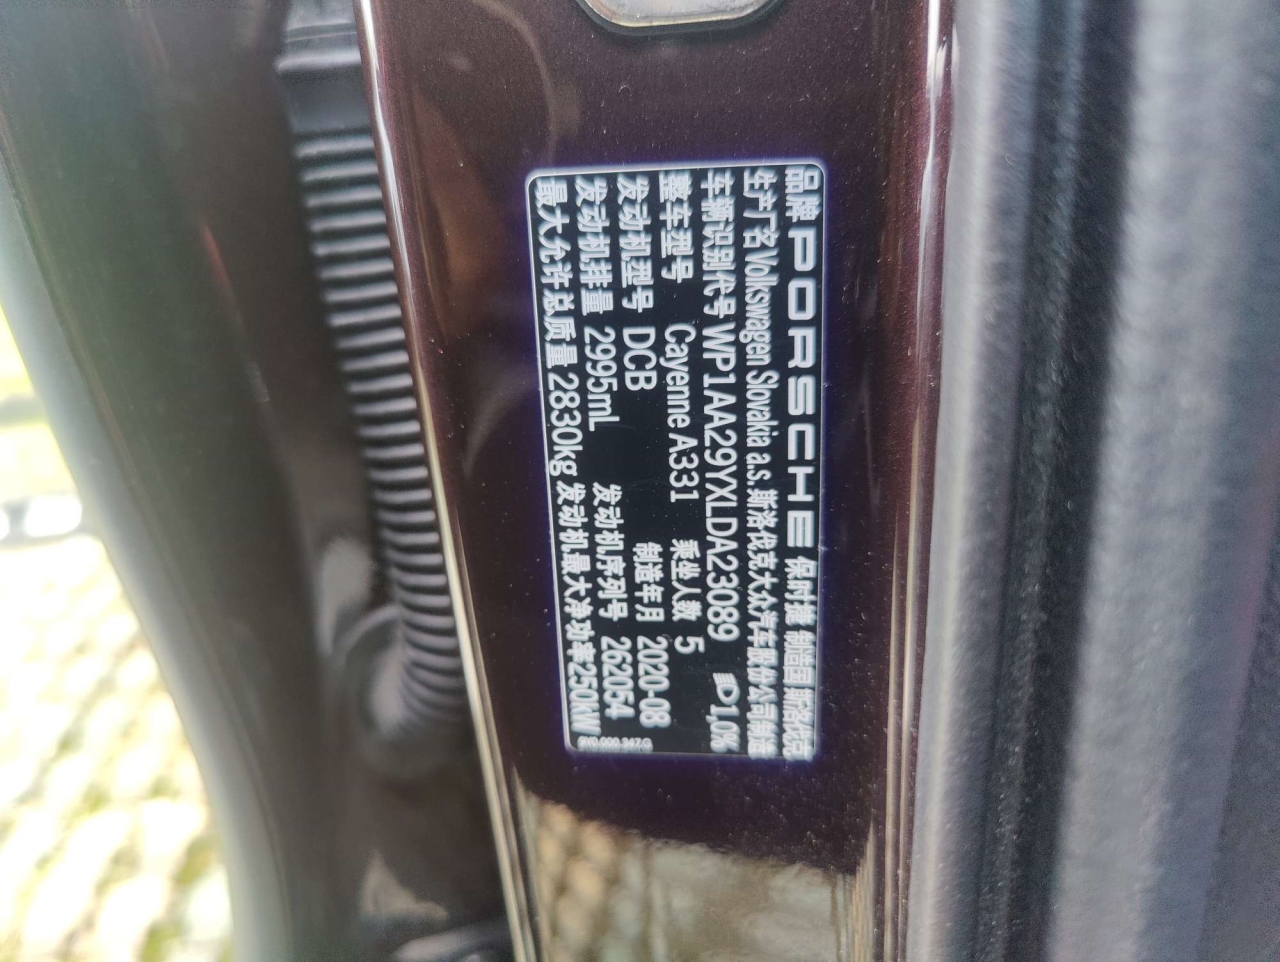 品牌 PORSCHE 保时捷 制造国 斯洛伐克
生产厂名 Volkswagen Slovakia a.s.斯洛伐克大众汽车股份公司制造
车辆识别代号 WP1AA29YXLDA23089 1,0%
整车型号 Cayenne A331 乘坐人数 5
发动机型号 DCB 制造年月 2020-08
发动机排量 2995mL 发动机序列号 262054
最大允许总质量 2830kg 发动机最大净功率250KW
9Y0.000.347.G